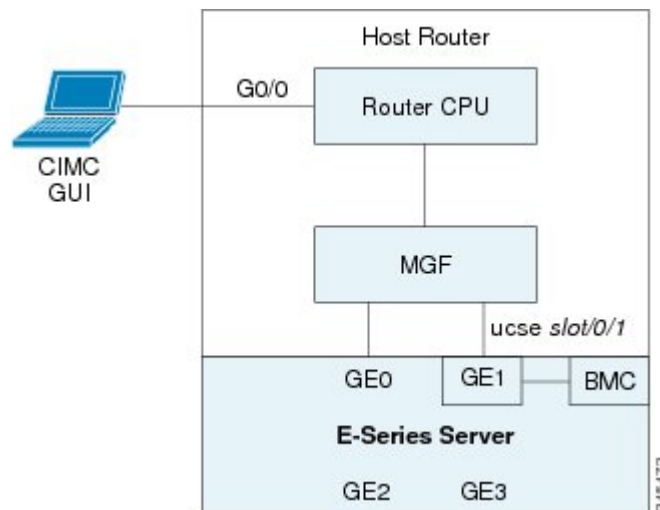 Host Router
G0/0
Router CPU
CIMC
GUI
MGF
ucse slot/0/1
GE0
GE1
BMC
E-Series Server
GE2
GE3